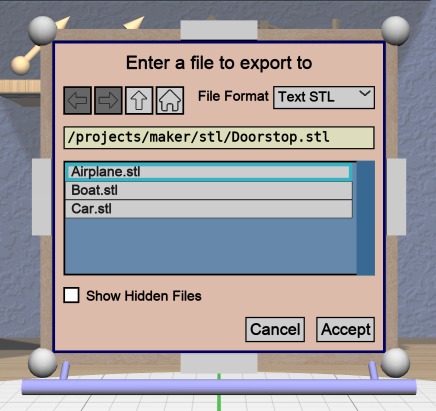 Enter a file to export to
File Format Text STL
/projects/maker/stl/Doorstop.stl
Airplane.stl
Boat.stl
Car.stl
Show Hidden Files
Cancel Accept